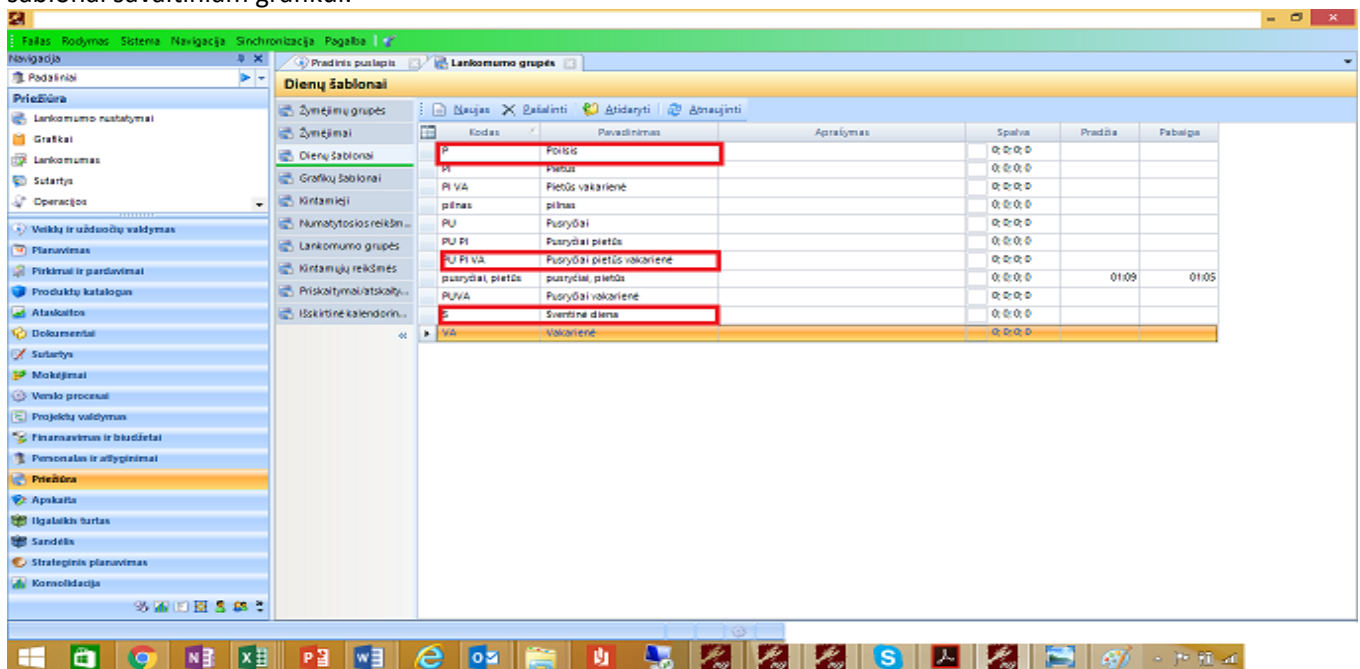 šablonai savaitiniam grafikui.
Failas Rodymas Sistema Navigacija Sinchronizacija Pagalba
Navigacija
Pradinis puslapis
Lankomumo grupės
Padaliniai
Dienų šablonai
Priežiūra
Lankomumo nustatymai
Grafikai
Lankomumas
Sutartys
Operacijos
Veiklų ir užduočių valdymas
Planavimas
Pirkimai ir pardavimai
Produktų katalogas
Ataskaitos
Dokumentai
Sutartys
Mokėjimai
Verslo procesai
Projektų valdymas
Finansavimas ir biudžetai
Personalas ir atlyginimai
Priežiūra
Apskaita
Ilgalaikis turtas
Sandėlis
Strateginis planavimas
Konsolidacija
Žymėjimų grupės
Žymėjimai
Dienų šablonai
Grafikų šablonai
Kintamieji
Numatytosios reikšm...
Lankomumo grupės
Kintamųjų reikšmės
Priskaitymai/atskaity...
Išskirtinė kalendorin...
Naujas Pašalinti Atidaryti Atnaujinti
Kodas Pavadinimas Aprašymas Spalva Pradžia Pabaiga
P Poilsis 0; 0; 0; 0
PI Pietūs 0; 0; 0; 0
PI VA Pietūs vakarienė 0; 0; 0; 0
pilnas pilnas 0; 0; 0; 0
PU Pusryčiai 0; 0; 0; 0
PU PI Pusryčiai pietūs 0; 0; 0; 0
PU PI VA Pusryčiai pietūs vakarienė 0; 0; 0; 0
pusryčiai, pietūs pusryčiai, pietūs 0; 0; 0; 0 01:09 01:05
PUVA Pusryčiai vakarienė 0; 0; 0; 0
S Sventinė diena 0; 0; 0; 0
VA Vakarienė 0; 0; 0; 0